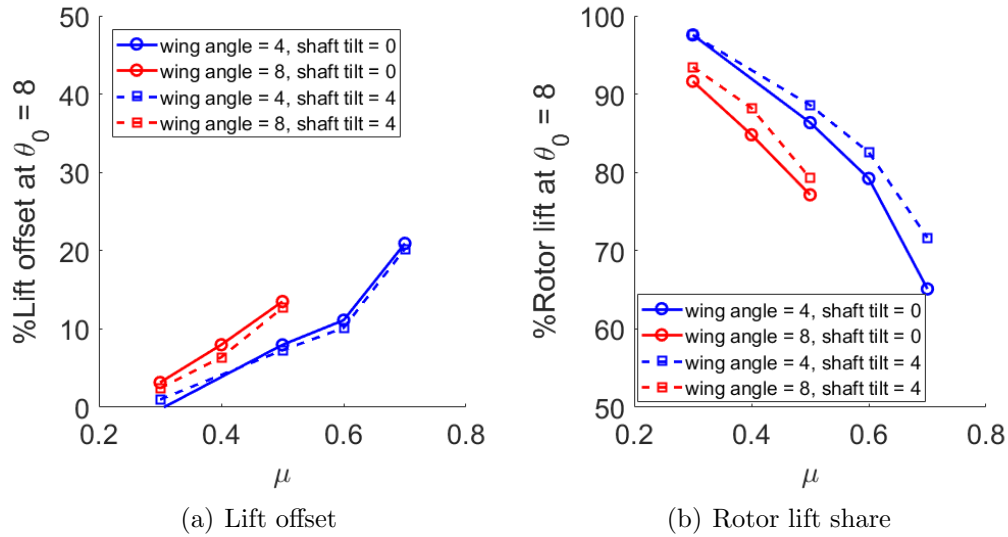 %Lift offset at θ0 = 8
50
40
30
20
10
0
wing angle = 4, shaft tilt = 0
wing angle = 8, shaft tilt = 0
wing angle = 4, shaft tilt = 4
wing angle = 8, shaft tilt = 4
0.2 0.4 0.6 0.8
μ
(a) Lift offset
%Rotor lift at θ0 = 8
100
90
80
70
60
50
wing angle = 4, shaft tilt = 0
wing angle = 8, shaft tilt = 0
wing angle = 4, shaft tilt = 4
wing angle = 8, shaft tilt = 4
0.2 0.4 0.6 0.8
μ
(b) Rotor lift share